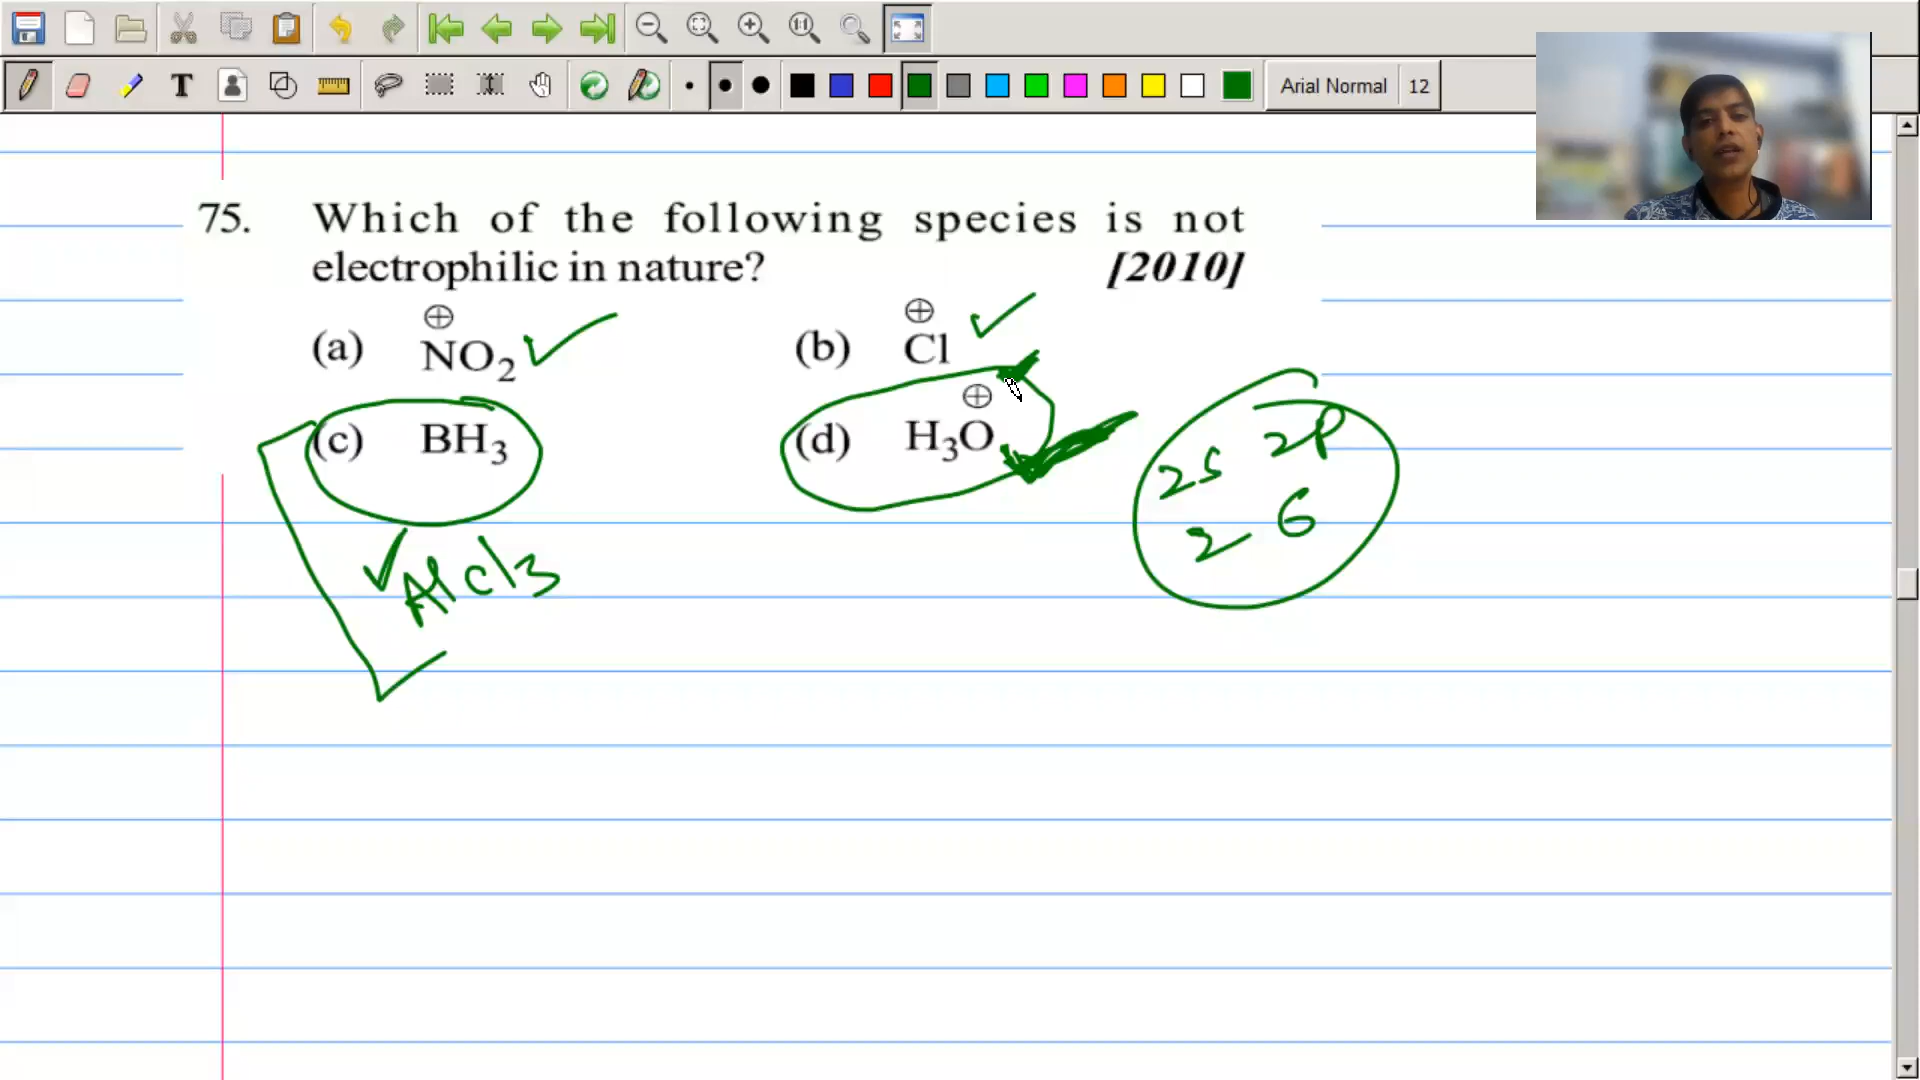 T
Arial Normal 12
75. Which of the following species is not
electrophilic in nature? [2010]
(a) ⊕NO₂ (b) ⊕Cl
(c) BH₃ (d) H₃O⊕
2s 2p
2 6
AlCl3